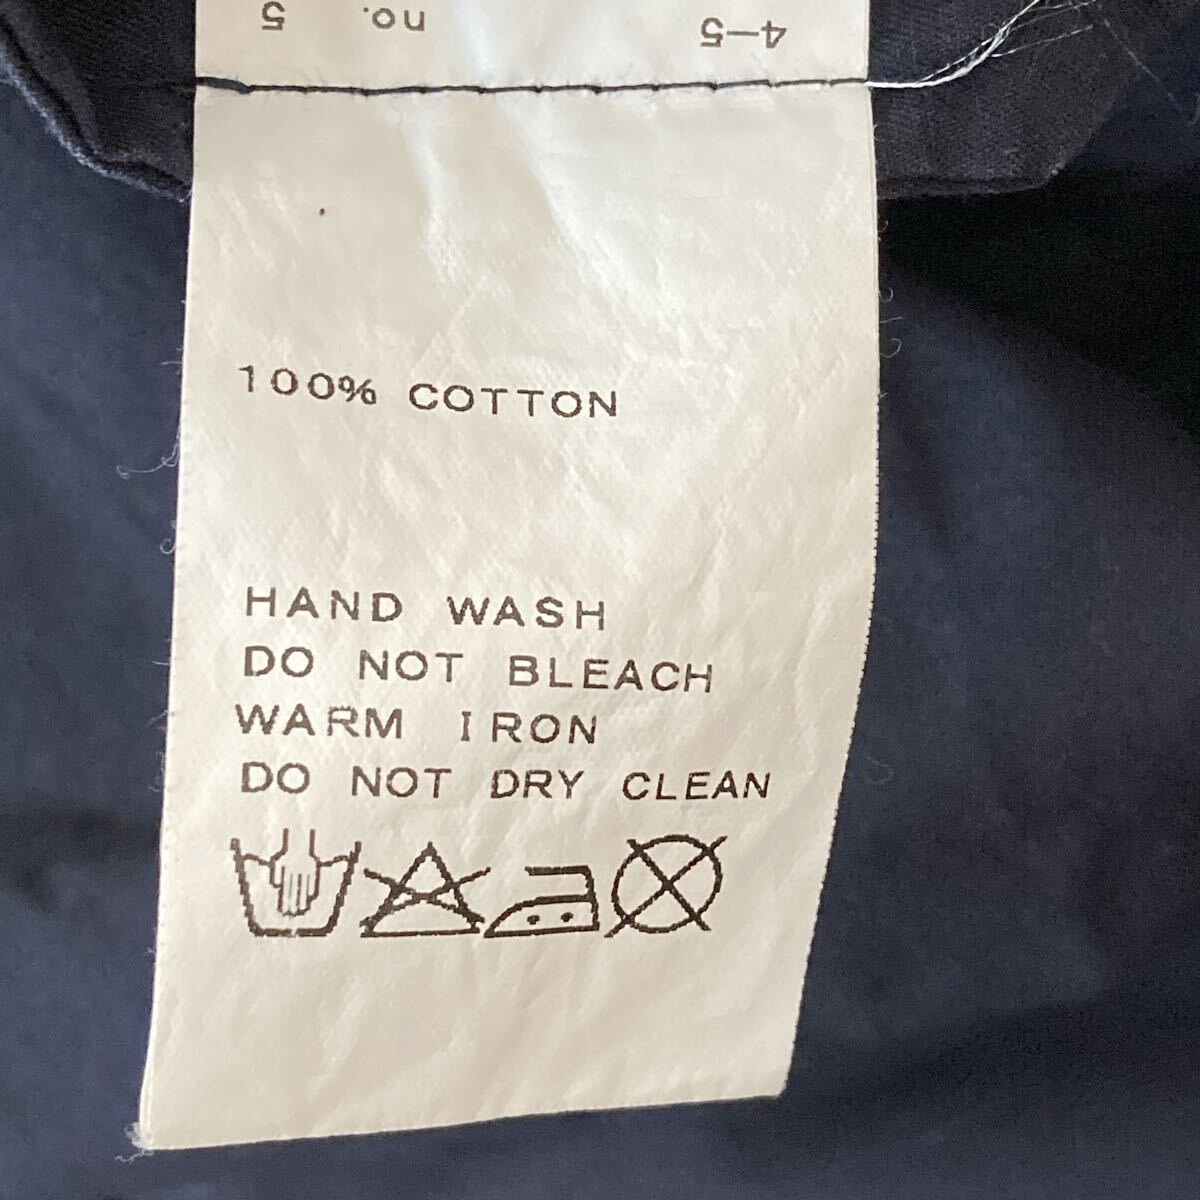 4-5 no. 5
100% COTTON
HAND WASH
DO NOT BLEACH
WARM IRON
DO NOT DRY CLEAN